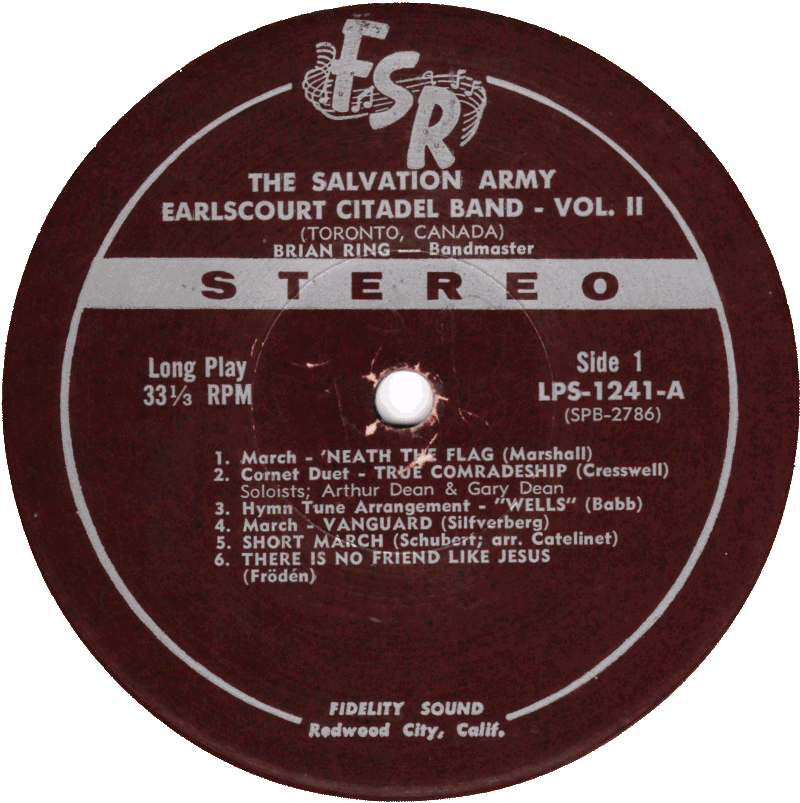 FSR
THE SALVATION ARMY
EARLSCOURT CITADEL BAND - VOL. II
(TORONTO, CANADA)
BRIAN RING — Bandmaster
STEREO
Long Play
33⅓ RPM
Side 1
LPS-1241-A
(SPB-2786)
1. March - 'NEATH THE FLAG (Marshall)
2. Cornet Duet - TRUE COMRADESHIP (Cresswell)
Soloists; Arthur Dean & Gary Dean
3. Hymn Tune Arrangement - "WELLS" (Babb)
4. March - VANGUARD (Silfverberg)
5. SHORT MARCH (Schubert; arr. Catelinet)
6. THERE IS NO FRIEND LIKE JESUS
(Frödén)
FIDELITY SOUND
Redwood City, Calif.